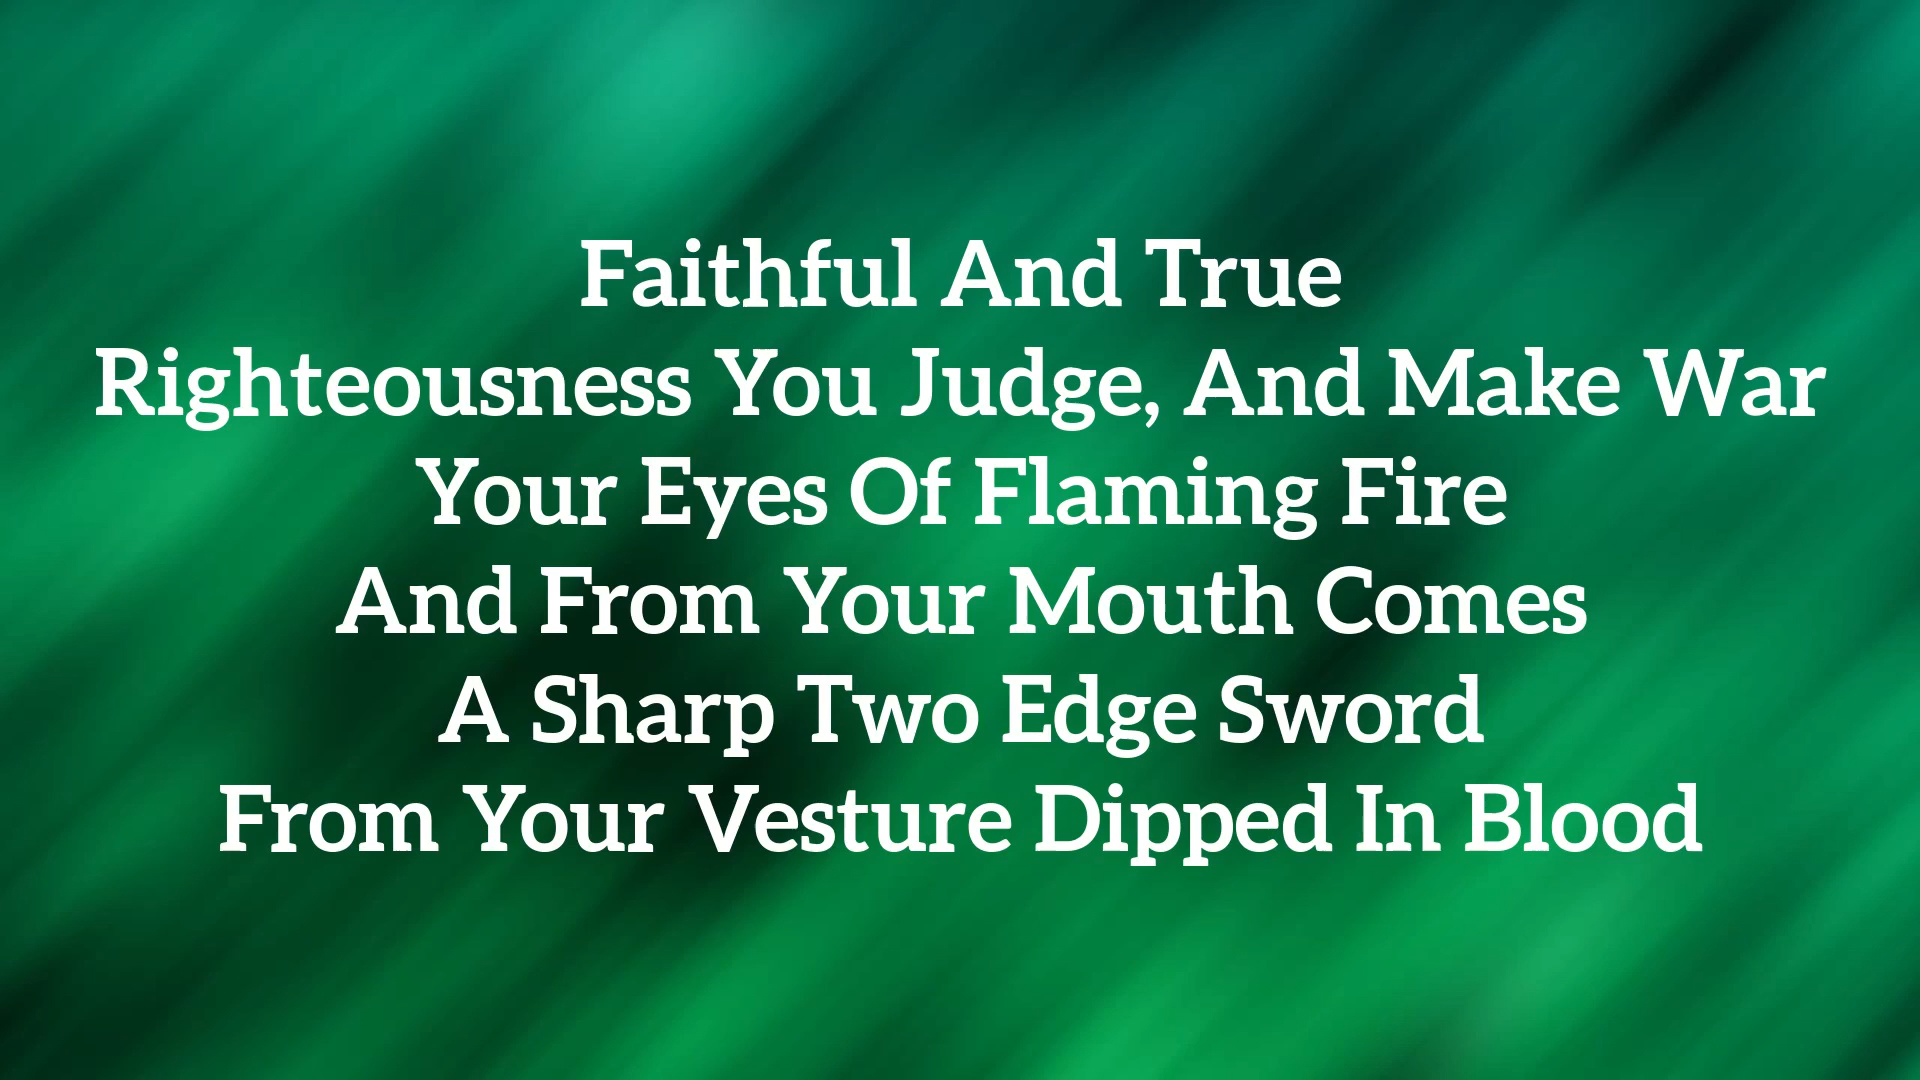 Faithful And True
Righteousness You Judge, And Make War
Your Eyes Of Flaming Fire
And From Your Mouth Comes
A Sharp Two Edge Sword
From Your Vesture Dipped In Blood